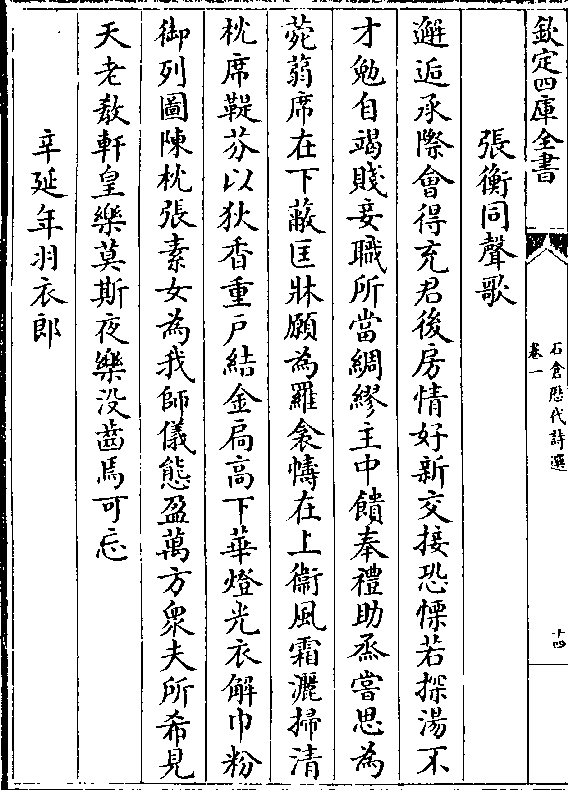 欽定四庫全書
石倉歷代詩選
卷一
十四
張衡同聲歌
邂逅承際會得充君後房情好新交接恐慄若探湯不
才勉自竭賤妾職所當綢繆主中饋奉禮助烝嘗思為
莞蒻席在下蔽匡牀願為羅衾幬在上衞風霜灑掃清
枕席鞮芬以狄香重戸結金扃高下華燈光衣解巾粉
御列圖陳枕張素女為我師儀態盈萬方衆夫所希見
天老敎軒皇樂莫斯夜樂没齒焉可忘
辛延年羽衣郎